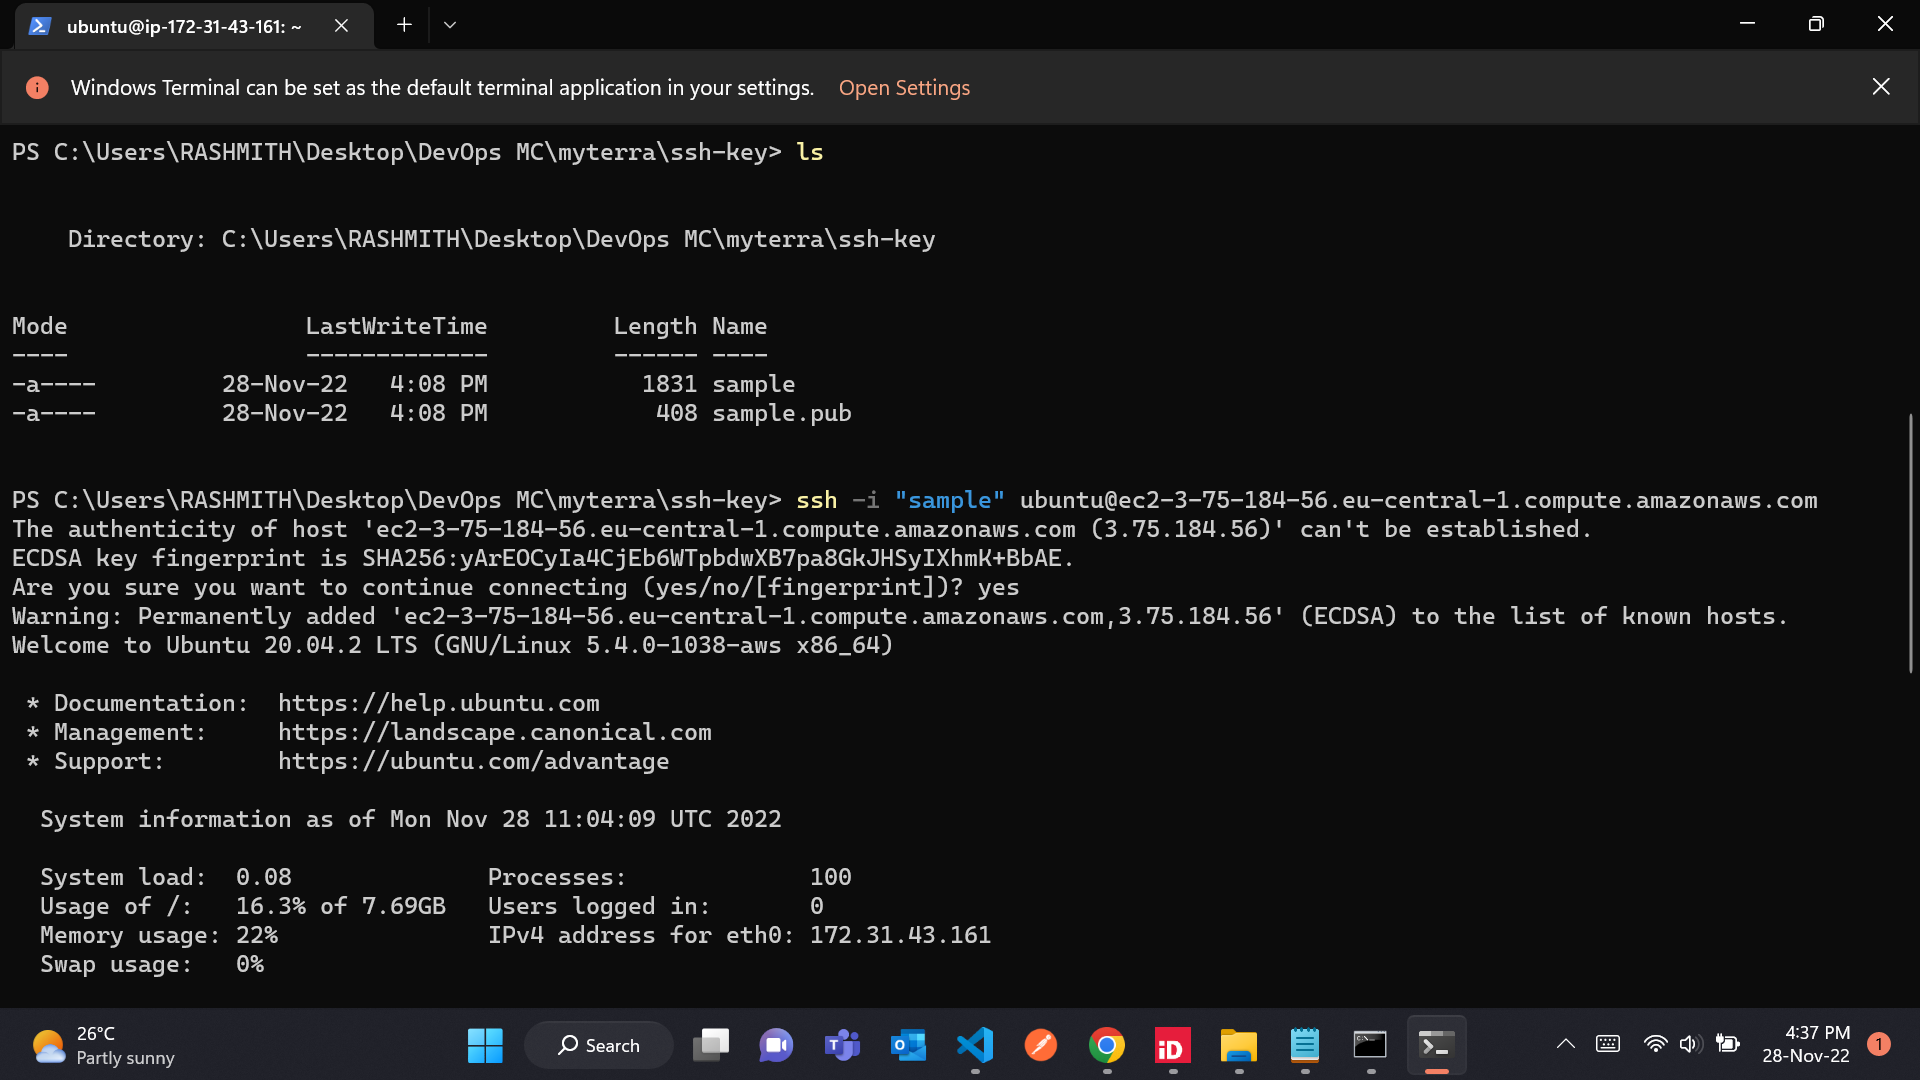 ubuntu@ip-172-31-43-161: ~
Windows Terminal can be set as the default terminal application in your settings. Open Settings
PS C:\Users\RASHMITH\Desktop\DevOps MC\myterra\ssh-key> ls
Directory: C:\Users\RASHMITH\Desktop\DevOps MC\myterra\ssh-key
Mode LastWriteTime Length Name
---- ------------- ------ ----
-a---- 28-Nov-22 4:08 PM 1831 sample
-a---- 28-Nov-22 4:08 PM 408 sample.pub
PS C:\Users\RASHMITH\Desktop\DevOps MC\myterra\ssh-key> ssh -i "sample" ubuntu@ec2-3-75-184-56.eu-central-1.compute.amazonaws.com
The authenticity of host 'ec2-3-75-184-56.eu-central-1.compute.amazonaws.com (3.75.184.56)' can't be established.
ECDSA key fingerprint is SHA256:yArEOCyIa4CjEb6WTpbdwXB7pa8GkJHSyIXhmK+BbAE.
Are you sure you want to continue connecting (yes/no/[fingerprint])? yes
Warning: Permanently added 'ec2-3-75-184-56.eu-central-1.compute.amazonaws.com,3.75.184.56' (ECDSA) to the list of known hosts.
Welcome to Ubuntu 20.04.2 LTS (GNU/Linux 5.4.0-1038-aws x86_64)
* Documentation: https://help.ubuntu.com
* Management: https://landscape.canonical.com
* Support: https://ubuntu.com/advantage
System information as of Mon Nov 28 11:04:09 UTC 2022
System load: 0.08 Processes: 100
Usage of /: 16.3% of 7.69GB Users logged in: 0
Memory usage: 22% IPv4 address for eth0: 172.31.43.161
Swap usage: 0%
26°C
Partly sunny
Search
iD
4:37 PM
28-Nov-22
1